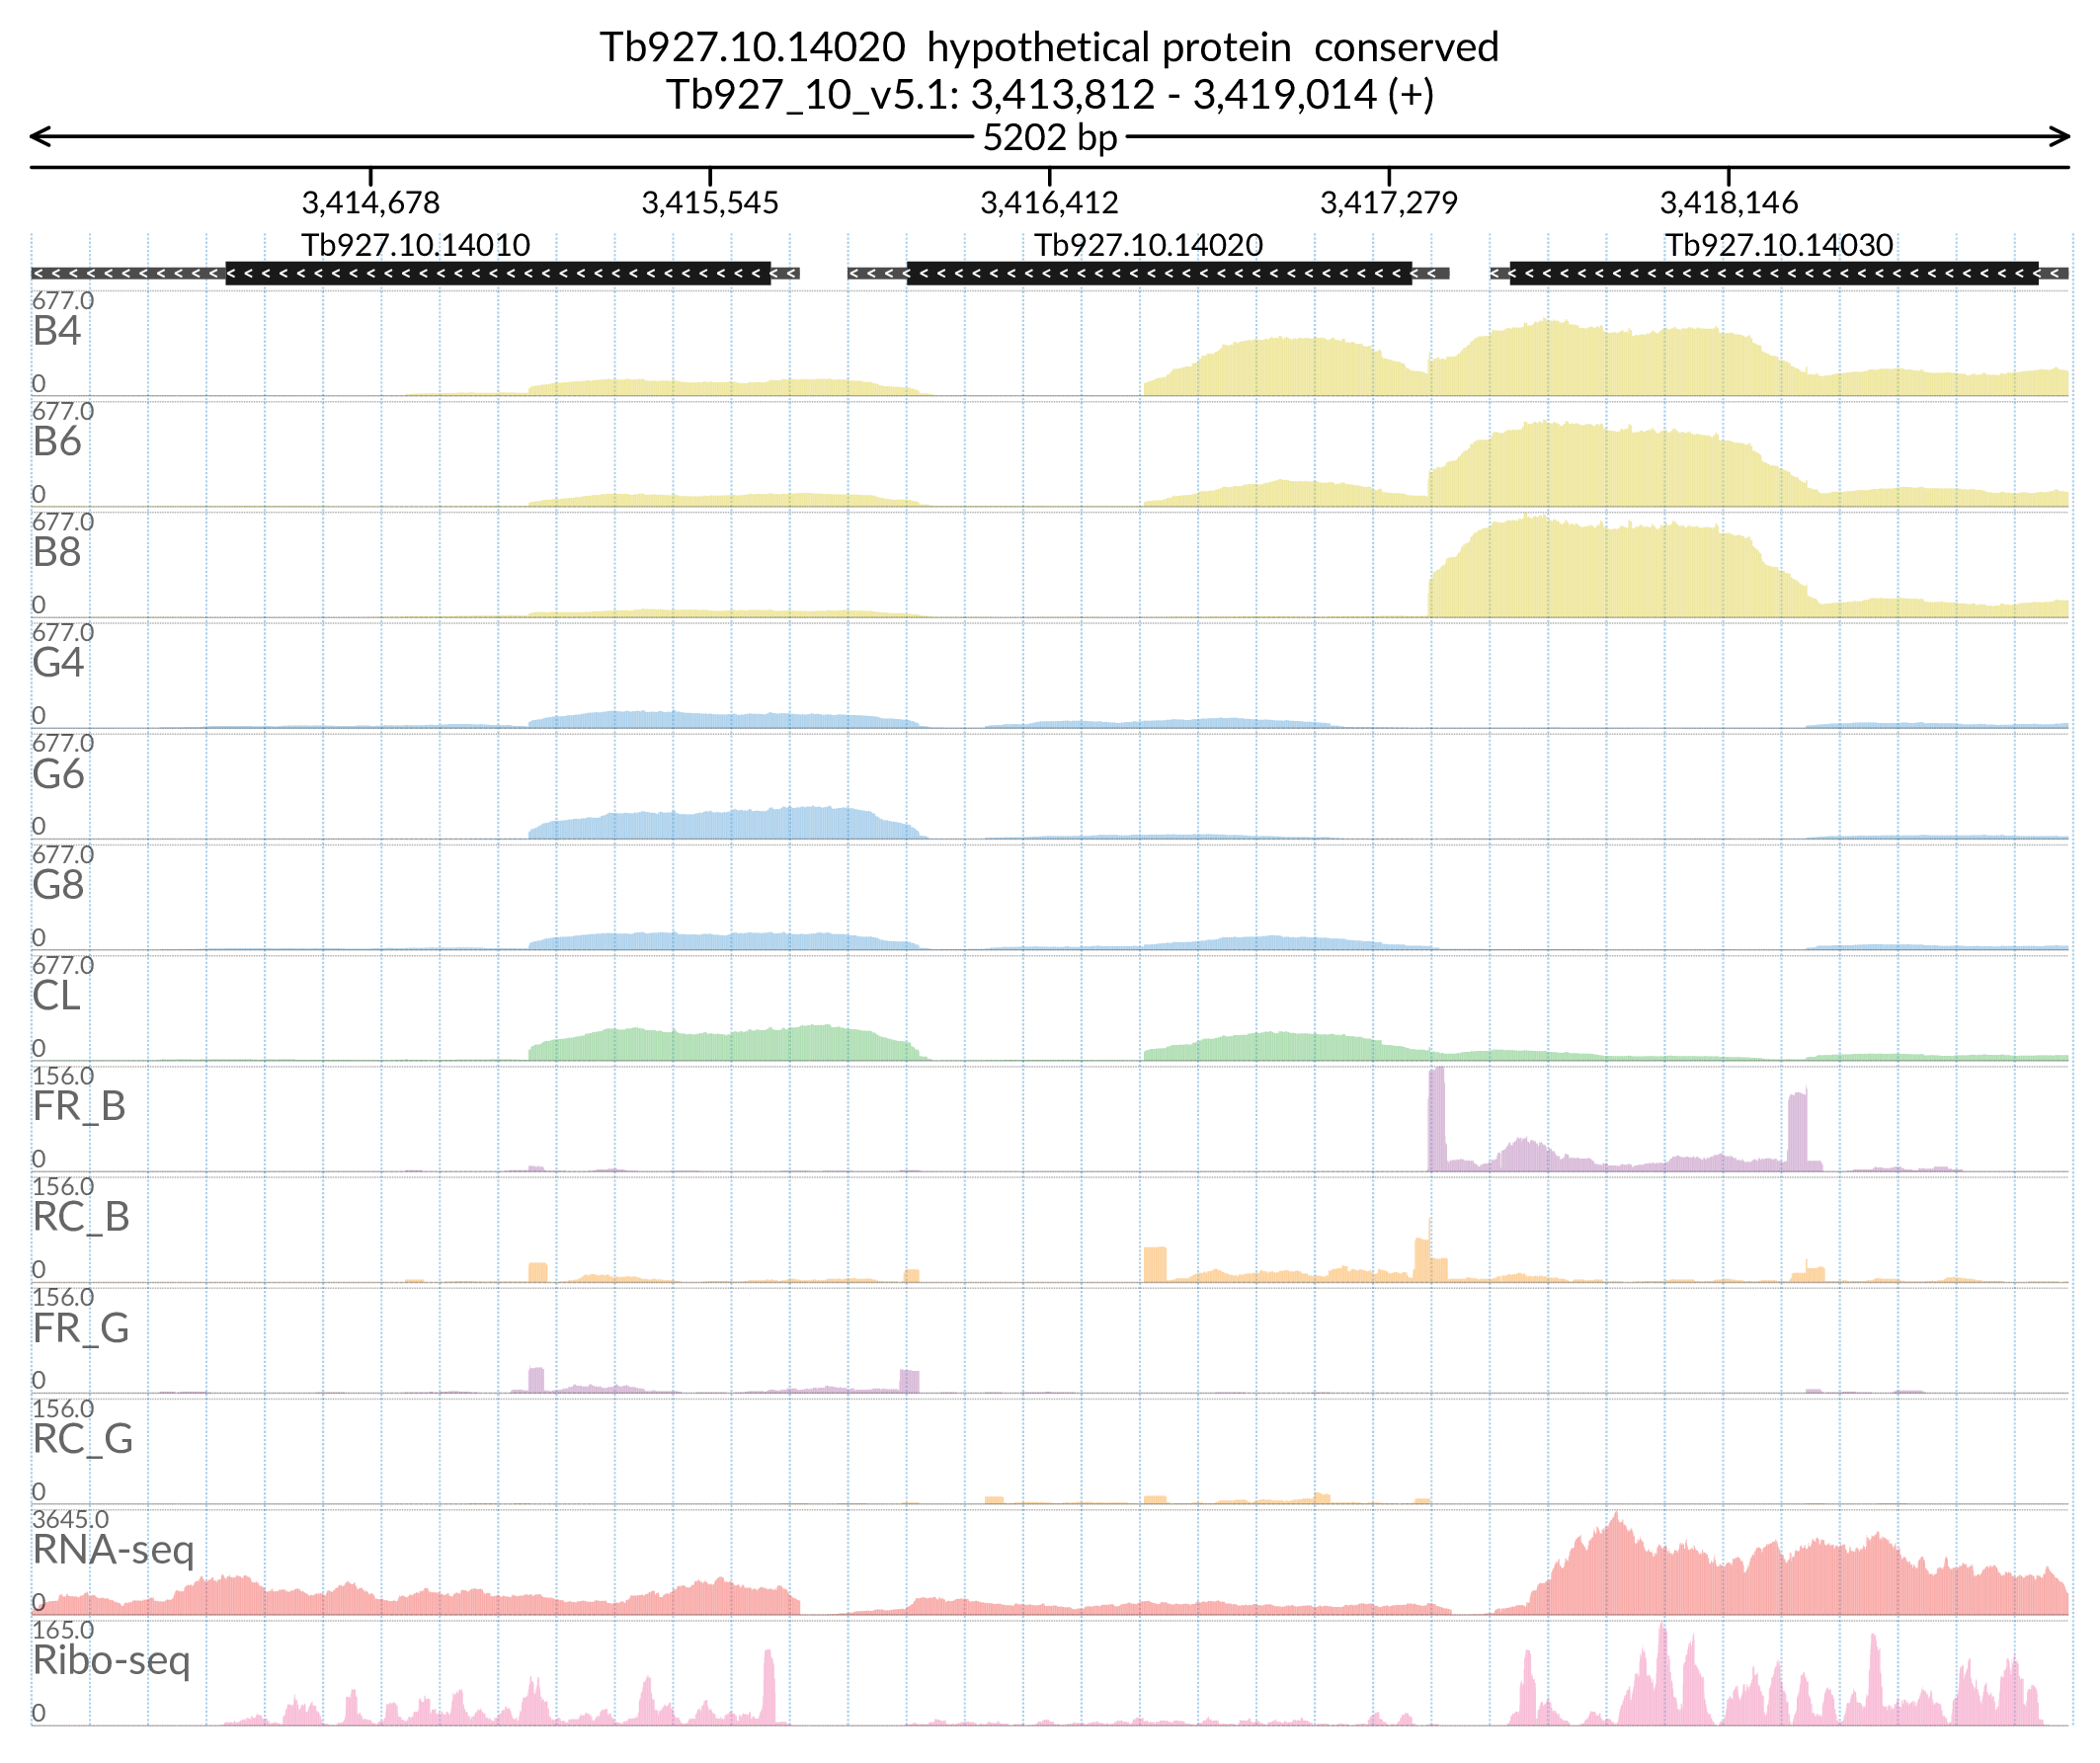 Tb927.10.14020 hypothetical protein conserved
Tb927_10_v5.1: 3,413,812 - 3,419,014 (+)
5202 bp
3,414,678 3,415,545 3,416,412 3,417,279 3,418,146
Tb927.10.14010 Tb927.10.14020 Tb927.10.14030
677.0
B4
0
677.0
B6
0
677.0
B8
0
677.0
G4
0
677.0
G6
0
677.0
G8
0
677.0
CL
0
156.0
FR_B
0
156.0
RC_B
0
156.0
FR_G
0
156.0
RC_G
0
3645.0
RNA-seq
0
165.0
Ribo-seq
0